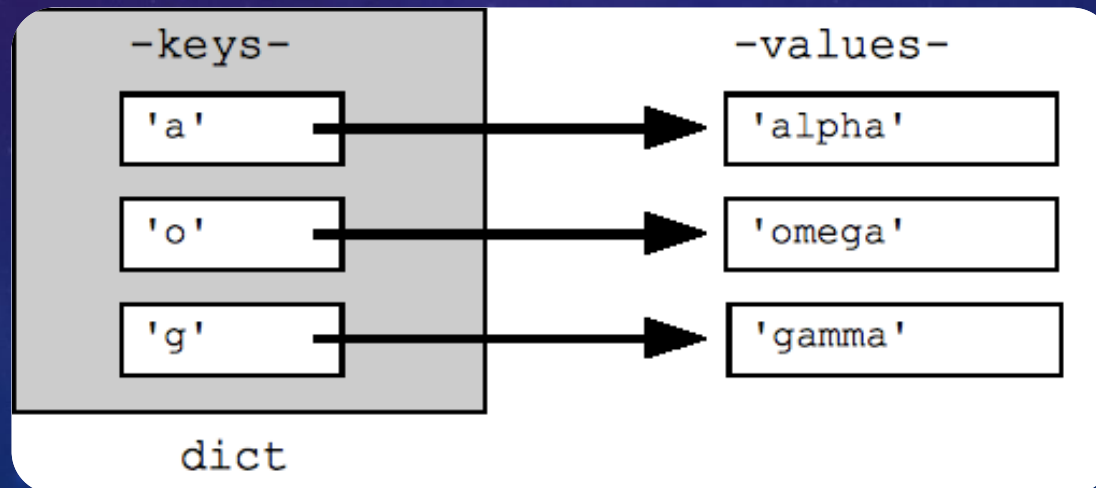 -keys- -values-
'a' 'alpha'
'o' 'omega'
'g' 'gamma'
dict